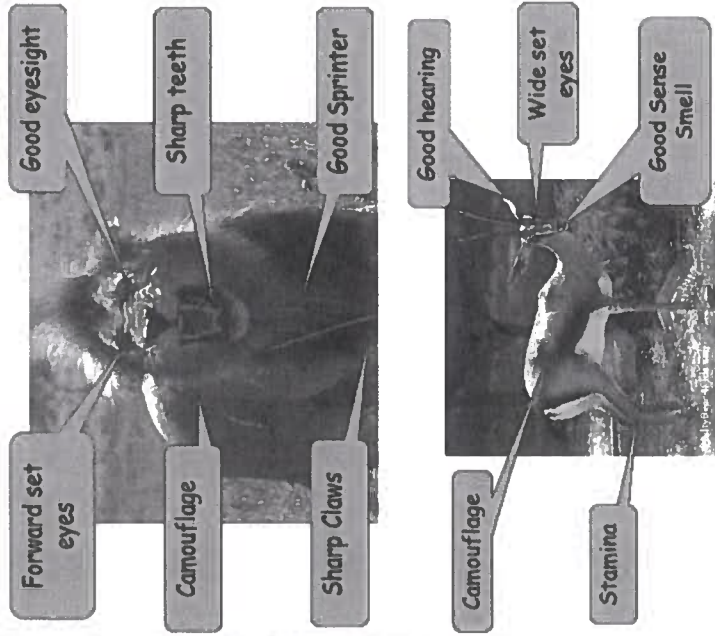 Forward set
eyes
Good eyesight
Camouflage
Sharp teeth
Sharp Claws
Good Sprinter
Good hearing
Camouflage
Wide set
eyes
Stamina
Good Sense
Smell